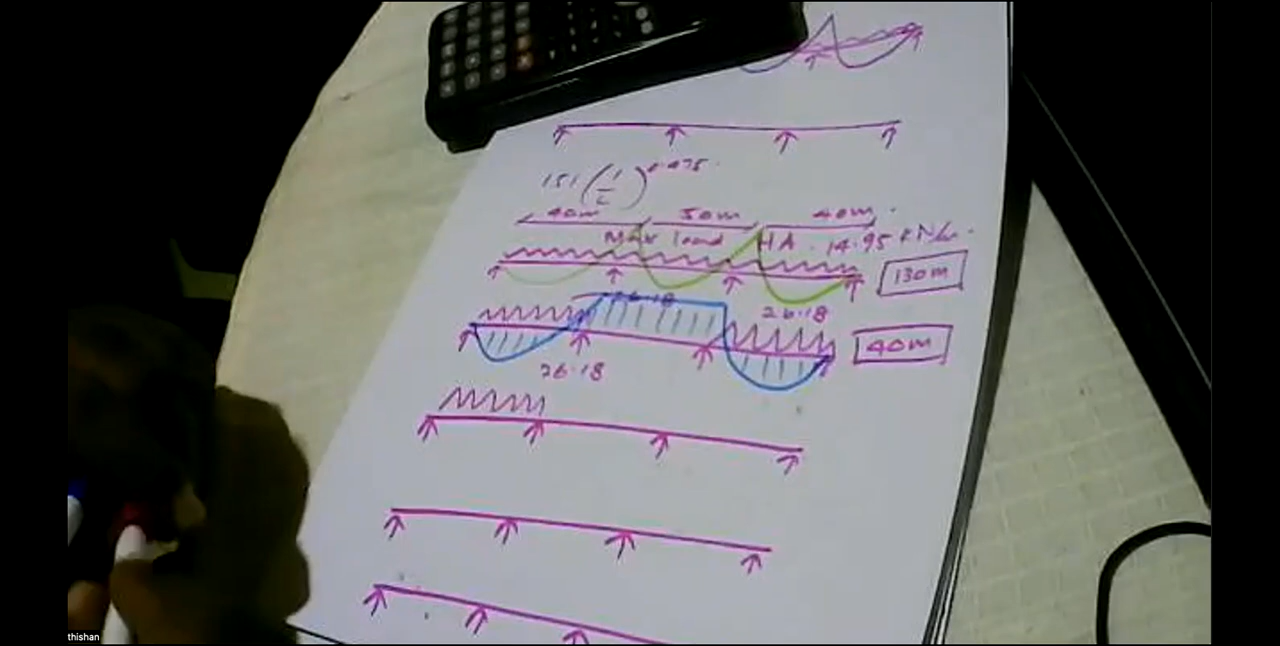 151 (1/L)^0.475
40m 50m 40m
Max load HA 14.95 KN/m
130m
26.18 26.18
40m
26.18
thishan